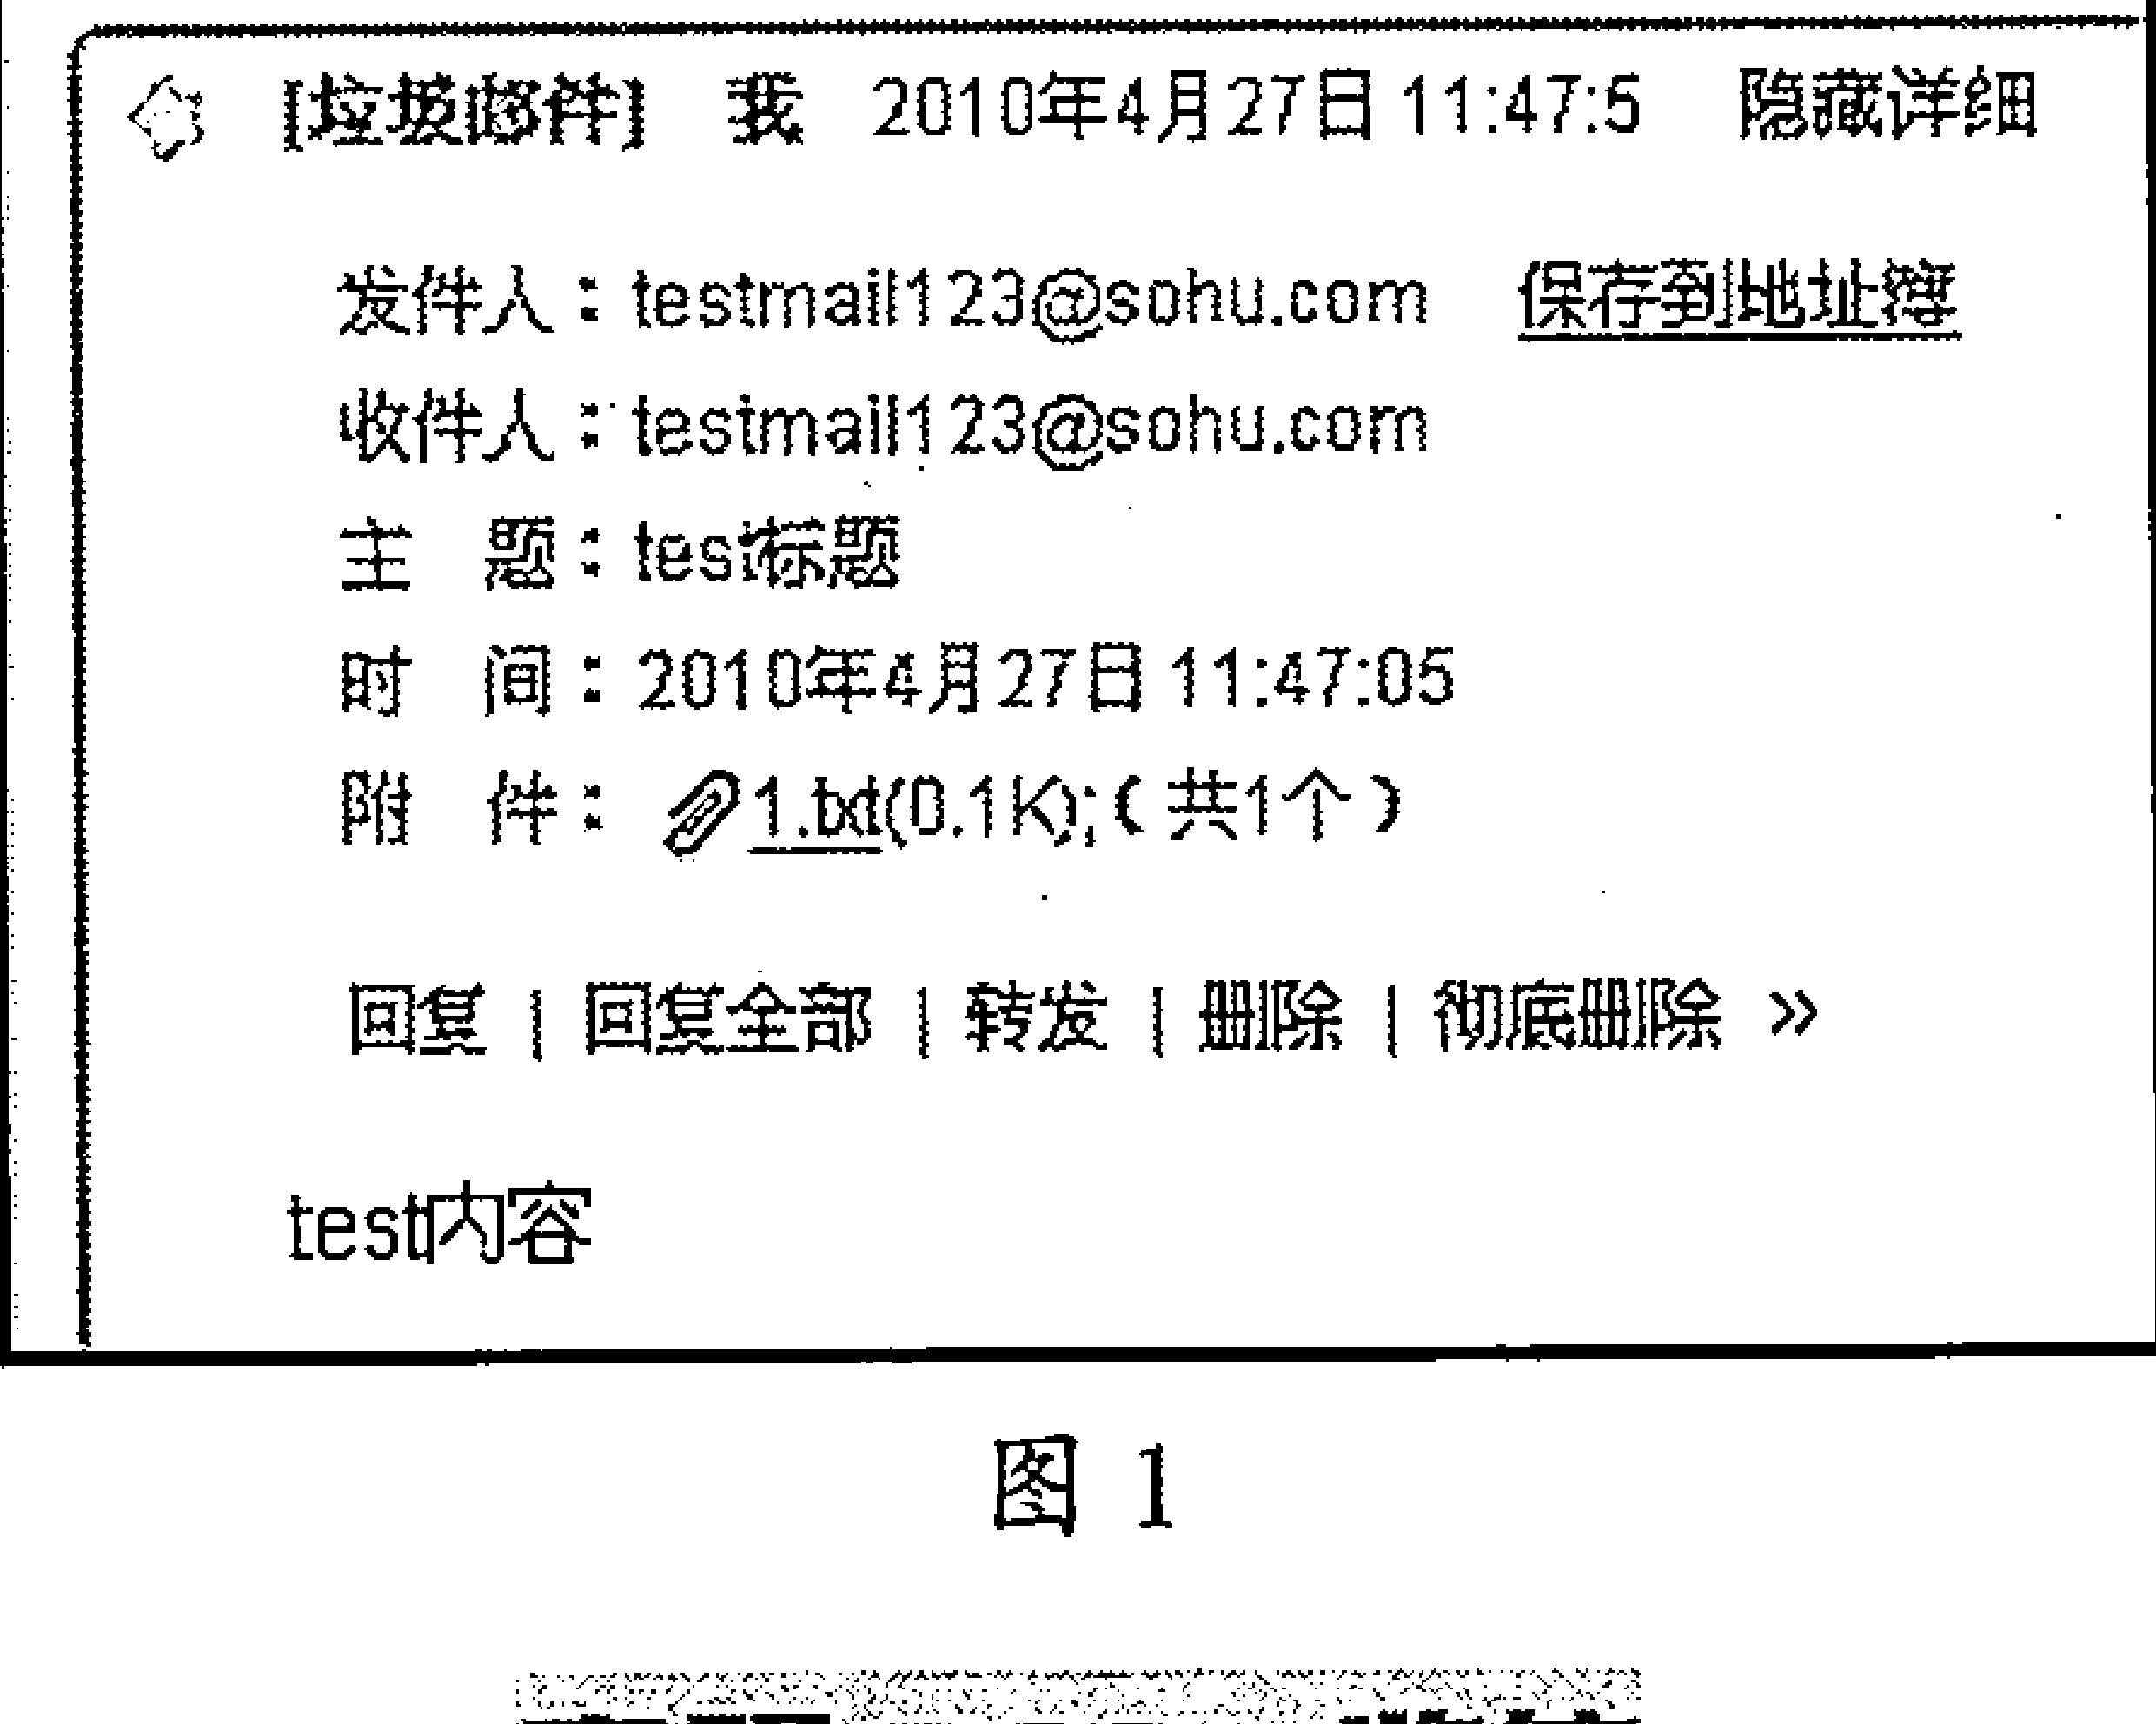 [垃圾邮件] 我 2010年4月27日 11:47:5 隐藏详细
发件人：testmail123@sohu.com 保存到地址簿
收件人：testmail123@sohu.com
主 题：test标题
时 间：2010年4月27日 11:47:05
附 件：1.txt(0.1K);( 共1个 )
回复 | 回复全部 | 转发 | 删除 | 彻底删除 »
test内容
图 1